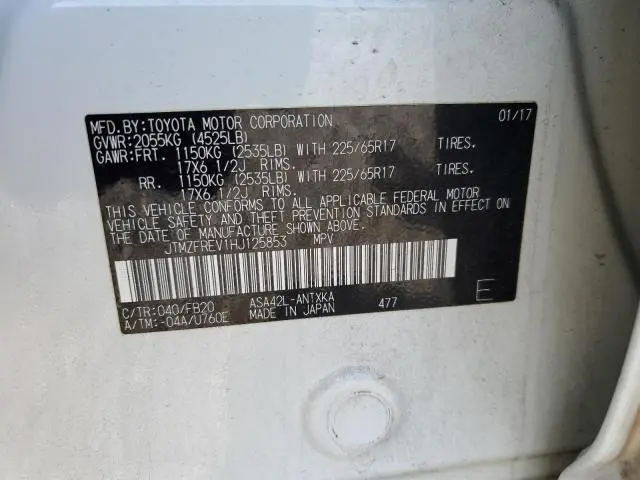 MFD.BY:TOYOTA MOTOR CORPORATION 01/17
GVWR:2055KG (4525LB)
GAWR:FRT. 1150KG (2535LB) WITH 225/65R17 TIRES.
17X6 1/2J RIMS.
RR. 1150KG (2535LB) WITH 225/65R17 TIRES.
17X6 1/2J RIMS.
THIS VEHICLE CONFORMS TO ALL APPLICABLE FEDERAL MOTOR
VEHICLE SAFETY AND THEFT PREVENTION STANDARDS IN EFFECT ON
THE DATE OF MANUFACTURE SHOWN ABOVE.
JTMZFREV1HJ125853 MPV
C/TR:040/FB20 ASA42L-ANTXKA 477 E
A/TM:-04A/U760E MADE IN JAPAN